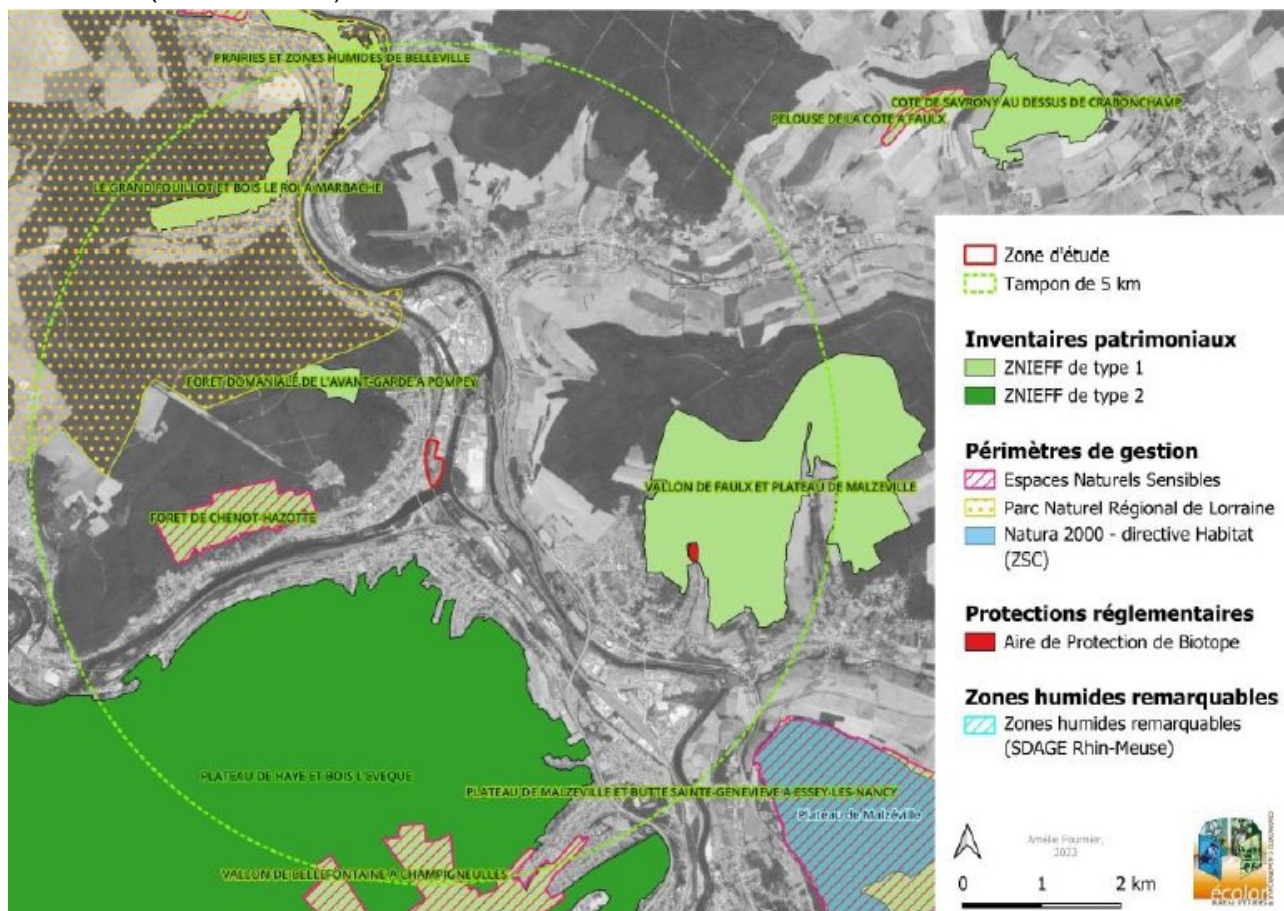 PRAIRIES ET ZONES HUMIDES DE BELLEVILLE
COTE DE SAVRONY AU DESSUS DE CRABONCHAMP
PELOUSE DE LA COTE A FAULX
LE GRAND FOUILLOT ET BOIS LE ROI A MARBACHE
FORET DOMANIALE DE L'AVANT-GARDE A POMPEY
VALLON DE FAULX ET PLATEAU DE MALZEVILLE
FORET DE CHENOT-HAZOTTE
PLATEAU DE HAYE ET BOIS L'EVEQUE
PLATEAU DE MALZEVILLE ET BUTTE SAINTE-GENEVIEVE A ESSEY-LES-NANCY
Plateau de Malzéville
VALLON DE BELLEFONTAINE A CHAMPIGNEULLES
Zone d'étude
Tampon de 5 km
Inventaires patrimoniaux
ZNIEFF de type 1
ZNIEFF de type 2
Périmètres de gestion
Espaces Naturels Sensibles
Parc Naturel Régional de Lorraine
Natura 2000 - directive Habitat
(ZSC)
Protections réglementaires
Aire de Protection de Biotope
Zones humides remarquables
Zones humides remarquables
(SDAGE Rhin-Meuse)
Amélie Fournier,
2023
0 1 2 km
écolor
BUREAU D'ETUDES